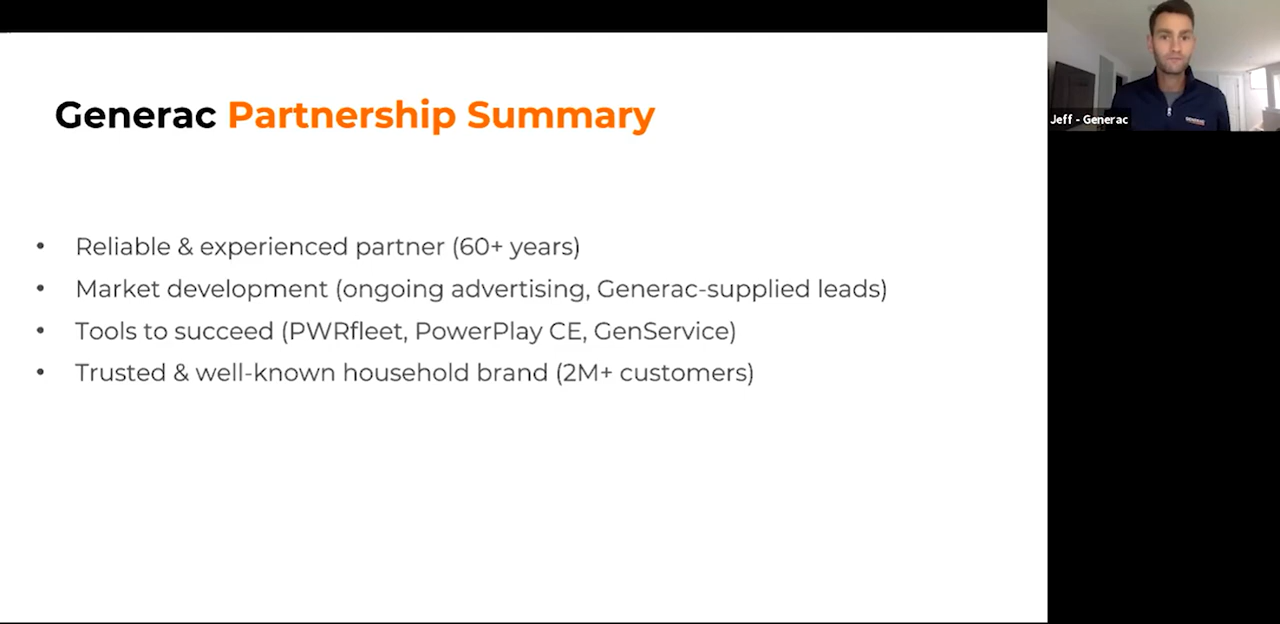 Generac Partnership Summary
• Reliable & experienced partner (60+ years)
• Market development (ongoing advertising, Generac-supplied leads)
• Tools to succeed (PWRfleet, PowerPlay CE, GenService)
• Trusted & well-known household brand (2M+ customers)
Jeff - Generac
GENERAC